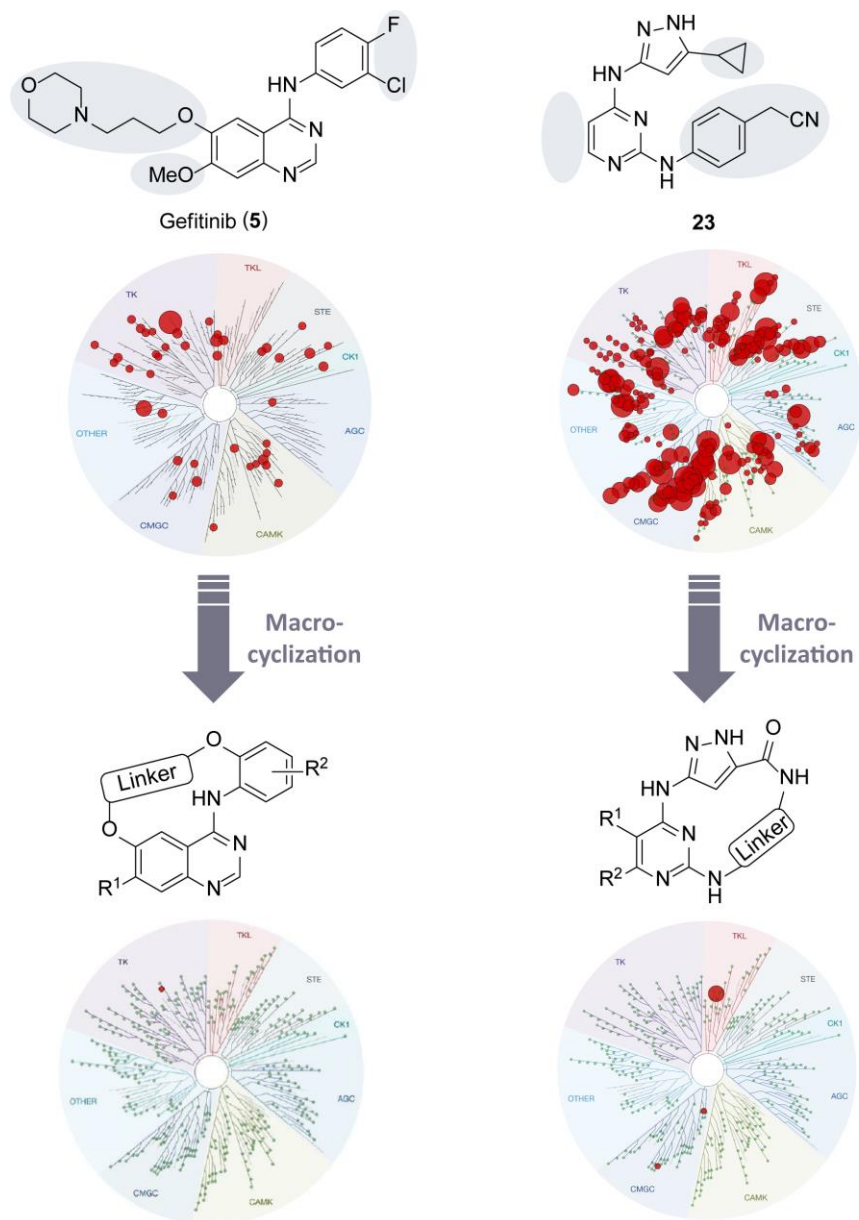 F
Cl
HN
O
N
O
MeO
N
N
Gefitinib (5)
N
NH
HN
N
N
N
H
CN
23
TK
TKL
STE
CK1
AGC
CAMK
CMGC
OTHER
TK
TKL
STE
CK1
AGC
CAMK
CMGC
OTHER
Macro-
cyclization
Macro-
cyclization
O
Linker
R²
HN
O
R¹
N
N
N
NH
O
HN
NH
R¹
N
Linker
R²
N
N
H
TK
TKL
STE
CK1
AGC
CAMK
CMGC
OTHER
TK
TKL
STE
CK1
AGC
CAMK
CMGC
OTHER